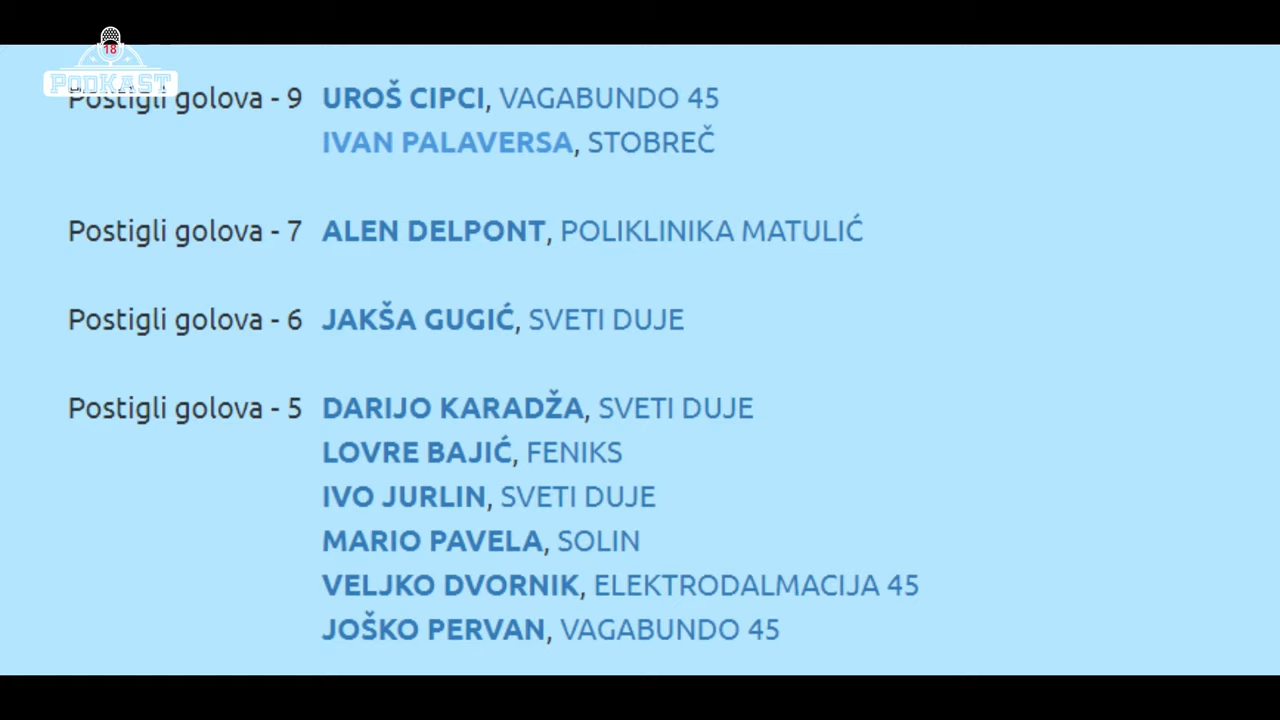 18
PODKAST
Postigli golova - 9 UROŠ CIPCI, VAGABUNDO 45
IVAN PALAVERSA, STOBREČ
Postigli golova - 7 ALEN DELPONT, POLIKLINIKA MATULIĆ
Postigli golova - 6 JAKŠA GUGIĆ, SVETI DUJE
Postigli golova - 5 DARIJO KARADŽA, SVETI DUJE
LOVRE BAJIĆ, FENIKS
IVO JURLIN, SVETI DUJE
MARIO PAVELA, SOLIN
VELJKO DVORNIK, ELEKTRODALMACIJA 45
JOŠKO PERVAN, VAGABUNDO 45